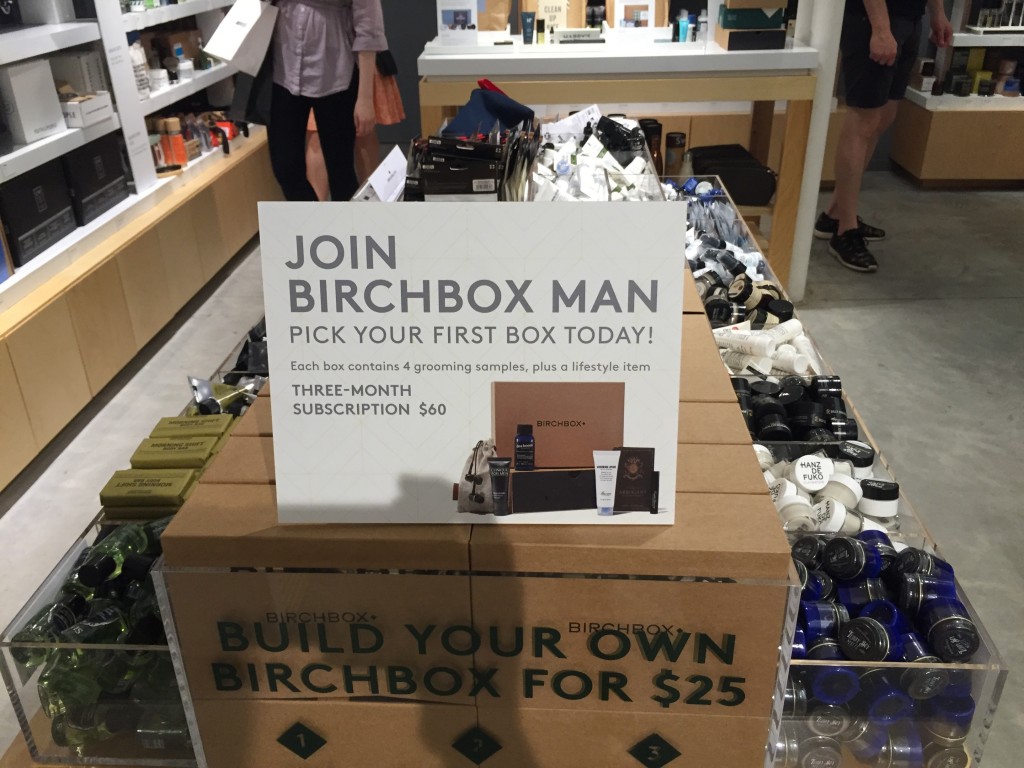 JOIN
BIRCHBOX MAN
PICK YOUR FIRST BOX TODAY!
Each box contains 4 grooming samples, plus a lifestyle item
THREE-MONTH
SUBSCRIPTION $60
BIRCHBOX
HANZ
DE
FUKO
BIRCHBOX
BIRCHBOX
BUILD YOUR OWN
BIRCHBOX FOR $25
1
2
3